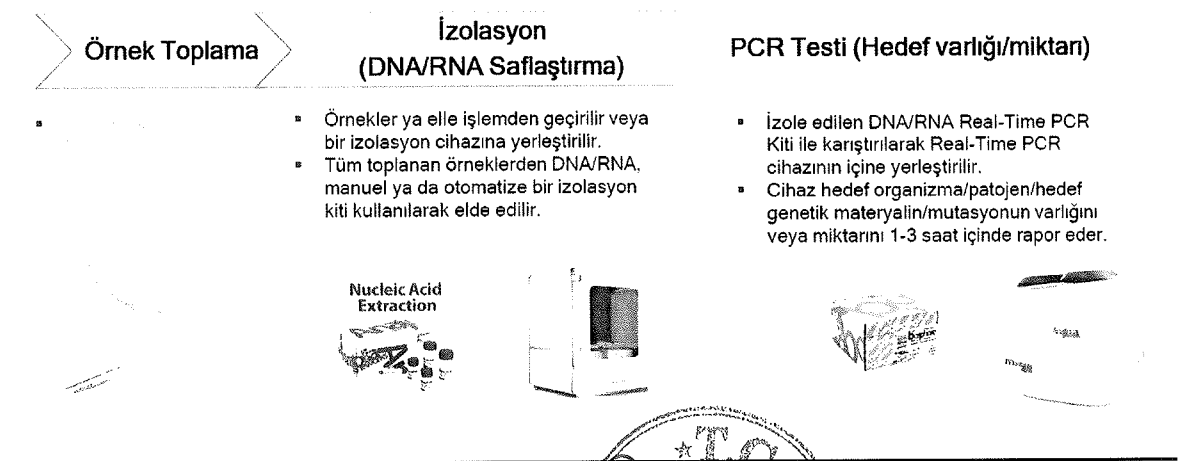 Örnek Toplama
İzolasyon
(DNA/RNA Saflaştırma)
PCR Testi (Hedef varlığı/miktarı)
▪ Örnekler ya elle işlemden geçirilir veya
bir izolasyon cihazına yerleştirilir.
▪ Tüm toplanan örneklerden DNA/RNA,
manuel ya da otomatize bir izolasyon
kiti kullanılarak elde edilir.
▪ İzole edilen DNA/RNA Real-Time PCR
Kiti ile karıştırılarak Real-Time PCR
cihazının içine yerleştirilir.
▪ Cihaz hedef organizma/patojen/hedef
genetik materyalin/mutasyonun varlığını
veya miktarını 1-3 saat içinde rapor eder.
Nucleic Acid
Extraction
T.C.